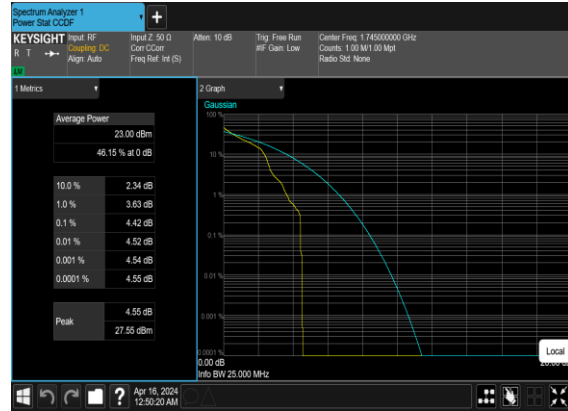 Spectrum Analyzer 1
Power Stat CCDF
KEYSIGHT
R T
LXI
Input: RF
Coupling: DC
Align: Auto
Input Z: 50 Ω
Corr CCorr
Freq Ref: Int (S)
Atten: 10 dB
Trig: Free Run
#IF Gain: Low
Center Freq: 1.745000000 GHz
Counts: 1.00 M/1.00 Mpt
Radio Std: None
1 Metrics
Average Power
23.00 dBm
46.15 % at 0 dB
10.0 % 2.34 dB
1.0 % 3.63 dB
0.1 % 4.42 dB
0.01 % 4.52 dB
0.001 % 4.54 dB
0.0001 % 4.55 dB
Peak
4.55 dB
27.55 dBm
2 Graph
Gaussian
100 %
10 %
1 %
0.1 %
0.01 %
0.001 %
0.0001 %
0.00 dB
Info BW 25.000 MHz
Local
?
Apr 16, 2024
12:50:20 AM